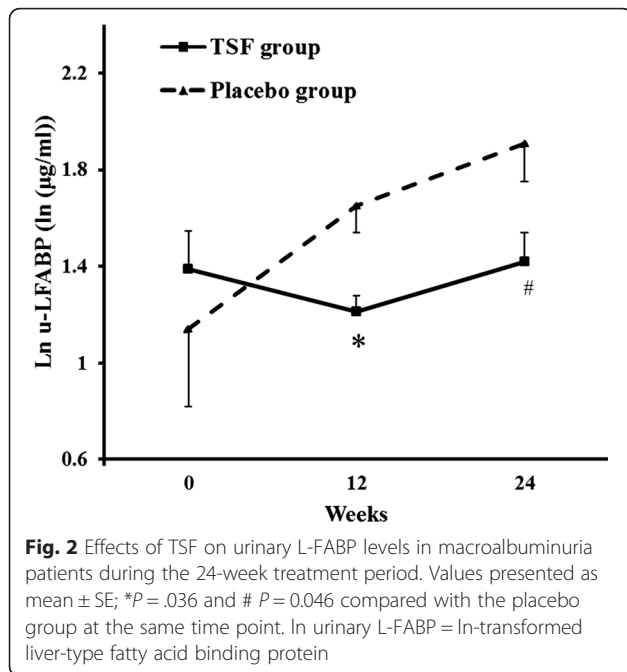 TSF group
Placebo group
2.2
1.8
1.4
1
0.6
Ln u-LFABP (ln (µg/ml))
*
#
0 12 24
Weeks
Fig. 2 Effects of TSF on urinary L-FABP levels in macroalbuminuria
patients during the 24-week treatment period. Values presented as
mean ± SE; *P = .036 and # P = 0.046 compared with the placebo
group at the same time point. ln urinary L-FABP = ln-transformed
liver-type fatty acid binding protein